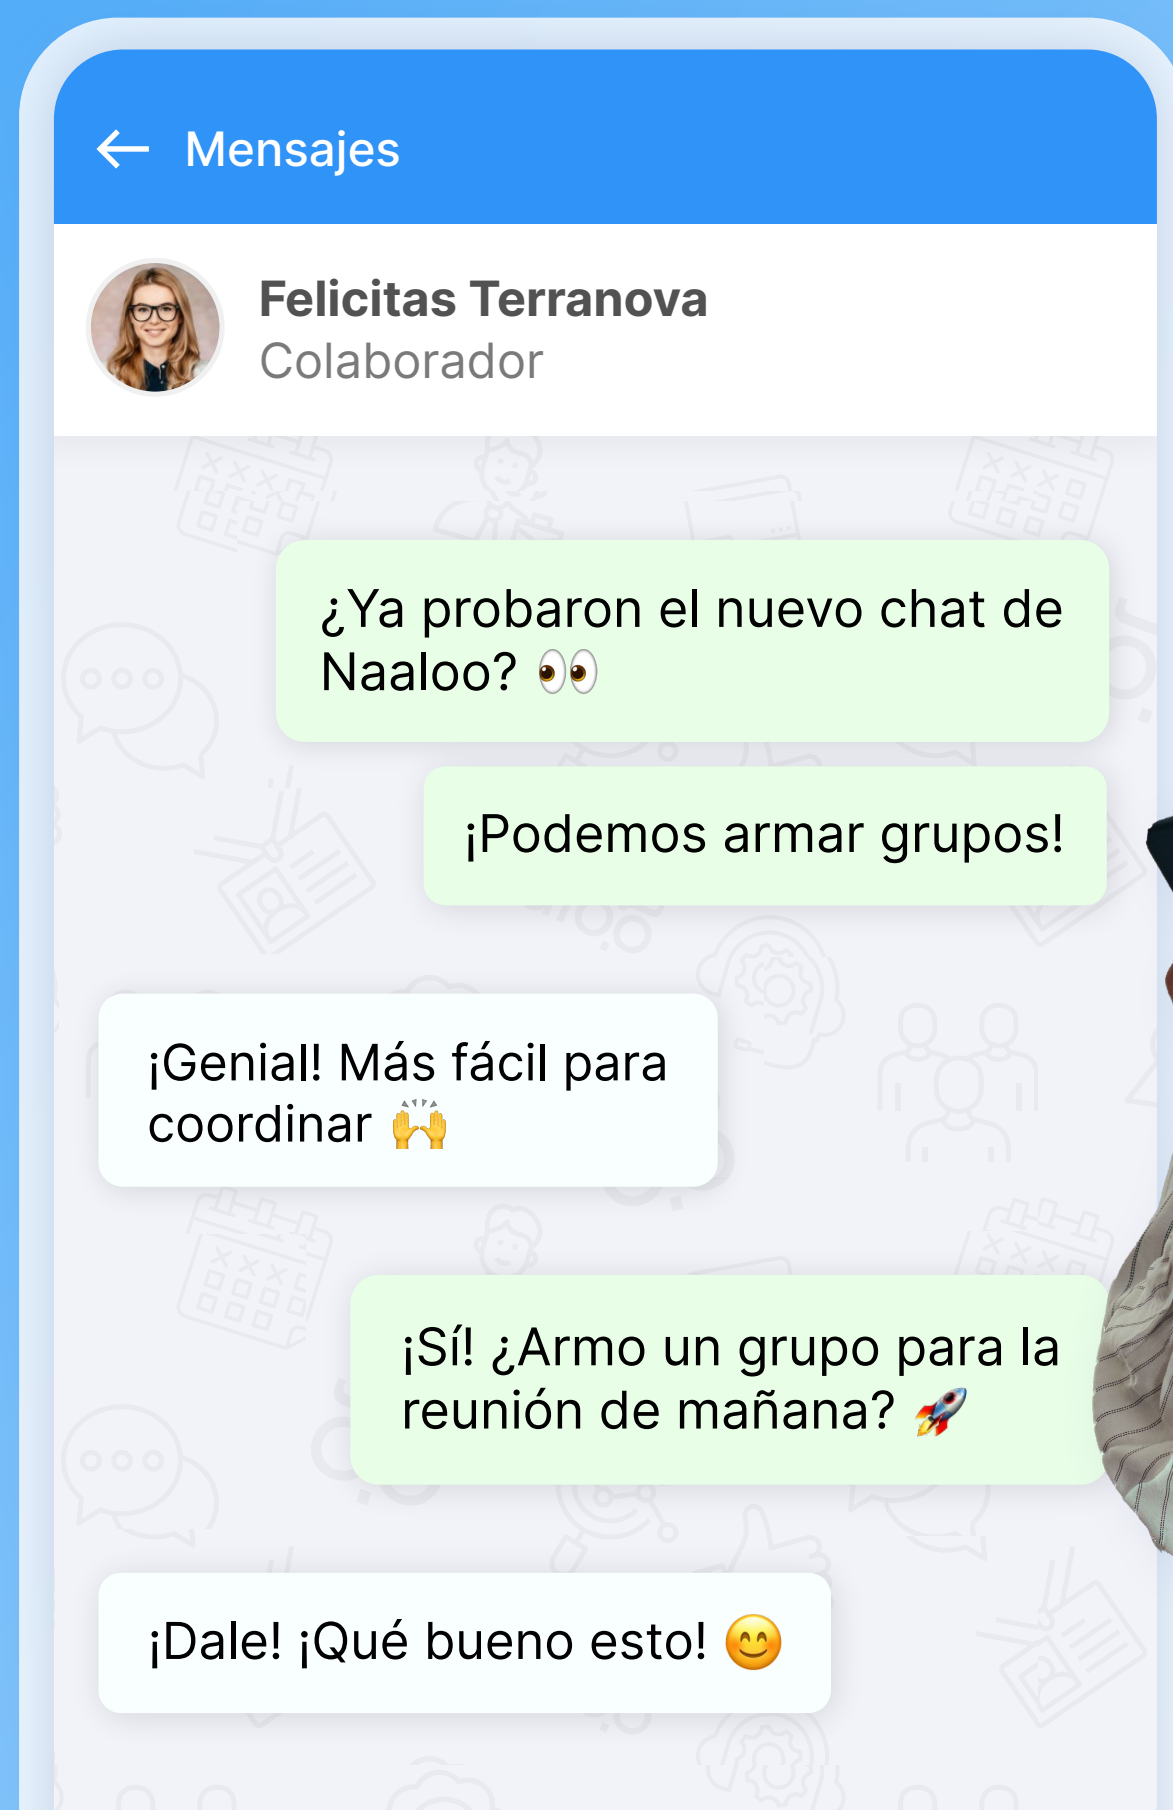 ← Mensajes
Felicitas Terranova
Colaborador
¿Ya probaron el nuevo chat de
Naaloo? 👀
¡Podemos armar grupos!
¡Genial! Más fácil para
coordinar 🙌
¡Sí! ¿Armo un grupo para la
reunión de mañana? 🚀
¡Dale! ¡Qué bueno esto! 😊